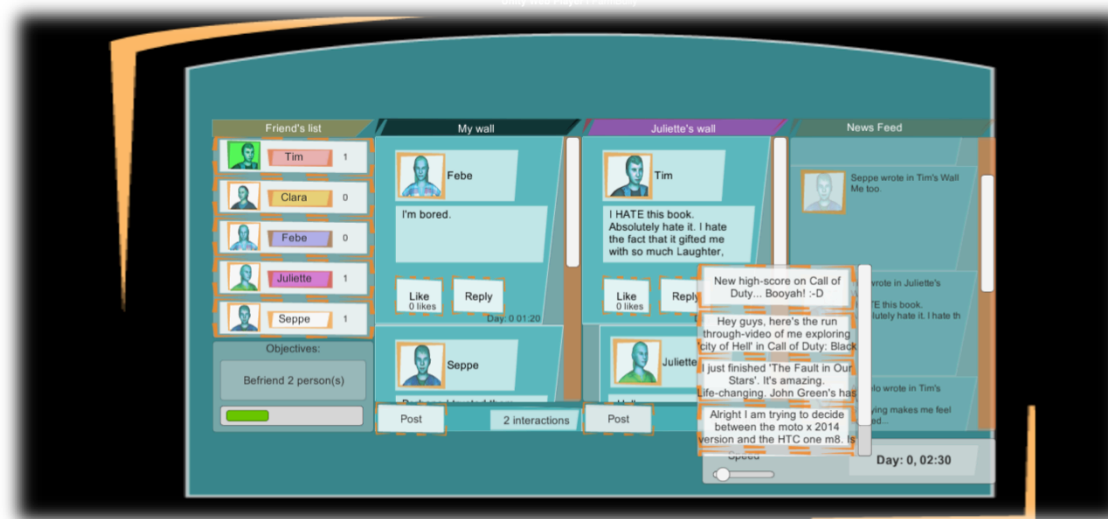 Friend's list
Tim 1
Clara 0
Febe 0
Juliette 1
Seppe 1
Objectives:
Befriend 2 person(s)
My wall
Febe
I'm bored.
Like
0 likes
Reply
Day: 0 01:20
Seppe
Post
2 interactions
Juliette's wall
Tim
I HATE this book.
Absolutely hate it. I hate
the fact that it gifted me
with so much Laughter,
Like
0 likes
Reply
Juliette
Post
New high-score on Call of
Duty... Booyah! :-D
Hey guys, here's the run
through-video of me exploring
'city of Hell' in Call of Duty: Black
I just finished 'The Fault in Our
Stars'. It's amazing.
Life-changing. John Green's has
Alright I am trying to decide
between the moto x 2014
version and the HTC one m8. Is
News Feed
Seppe wrote in Tim's Wall
Me too.
wrote in Juliette's
this book.
hate it. I hate th
wrote in Tim's
makes me feel
Speed
Day: 0, 02:30